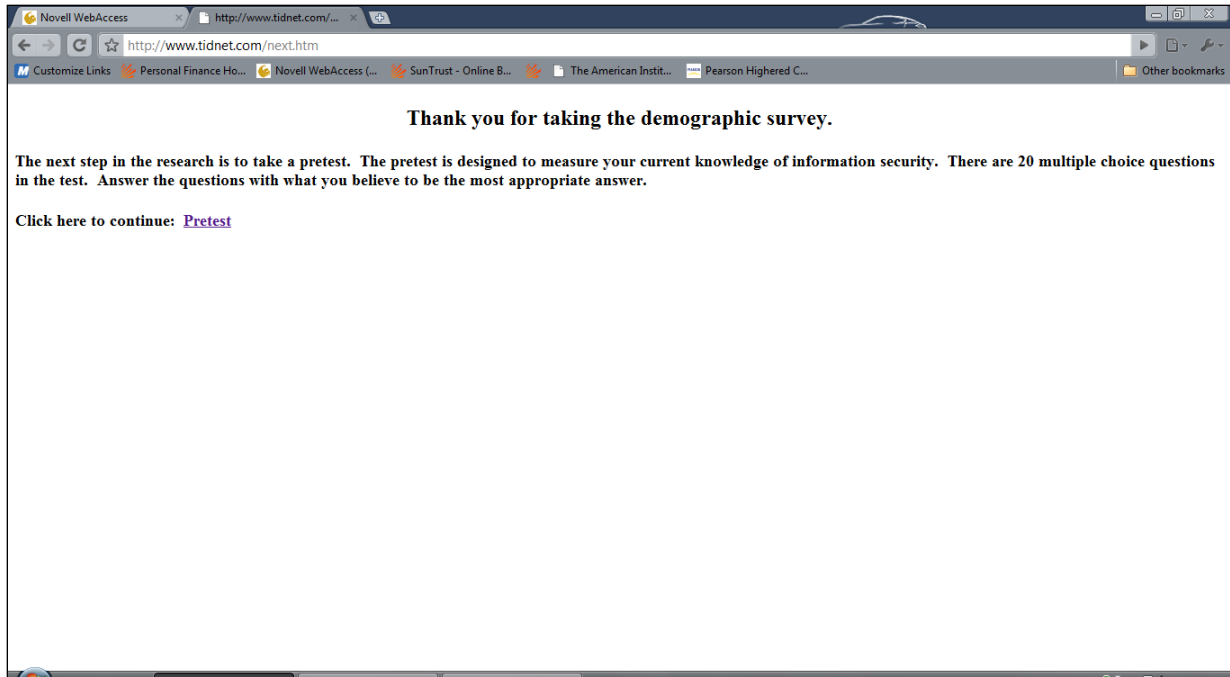 Novell WebAccess
http://www.tidnet.com/...
http://www.tidnet.com/next.htm
Customize Links
Personal Finance Ho...
Novell WebAccess (...
SunTrust - Online B...
The American Instit...
Pearson Highered C...
Other bookmarks
Thank you for taking the demographic survey.
The next step in the research is to take a pretest. The pretest is designed to measure your current knowledge of information security. There are 20 multiple choice questions
in the test. Answer the questions with what you believe to be the most appropriate answer.
Click here to continue: Pretest